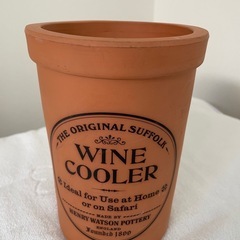 THE ORIGINAL SUFFOLK
WINE
COOLER
Ideal for Use at Home
or on Safari
MADE BY
HENRY WATSON POTTERY
ENGLAND
Founded 1800